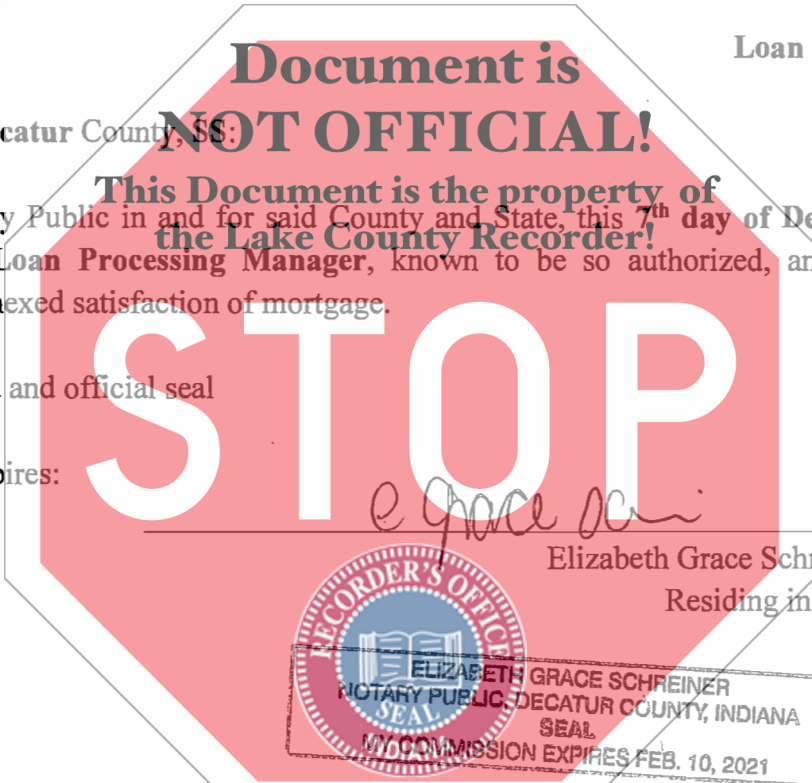 Loan
Document is
NOT OFFICIAL!
catur County, SS:
This Document is the property of
the Lake County Recorder!
y Public in and for said County and State, this 7th day of De
Loan Processing Manager, known to be so authorized, an
exed satisfaction of mortgage.
STOP
and official seal
ires:
Elizabeth Grace Schr
Residing in
RECORDER'S OFFICE
SEAL
ELIZABETH GRACE SCHREINER
NOTARY PUBLIC, DECATUR COUNTY, INDIANA
SEAL
MY COMMISSION EXPIRES FEB. 10, 2021